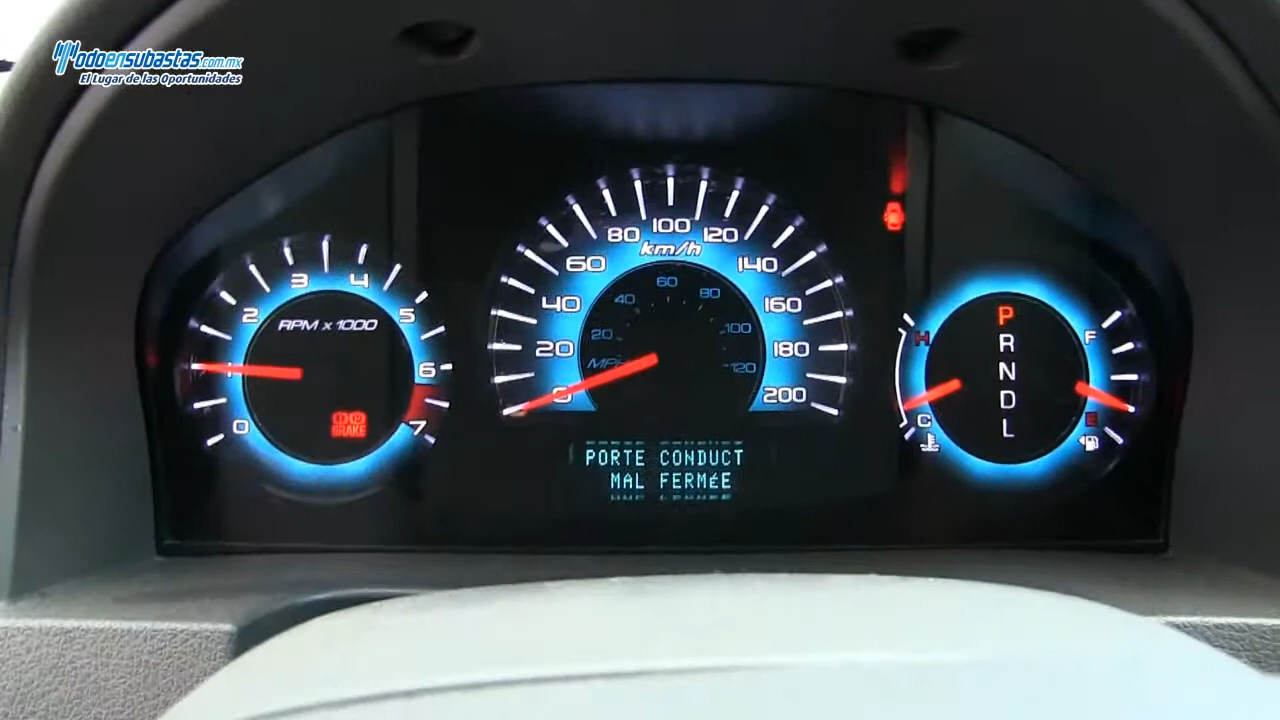 Todoensubastas.com.mx
El Lugar de las Oportunidades
0
1
2
3
4
5
6
7
RPM x 1000
BRAKE
0
20
40
60
80
100
120
140
160
180
200
km/h
20
40
60
80
100
120
MPH
PORTE CONDUCT
MAL FERMÉE
H
C
P
R
N
D
L
F
E